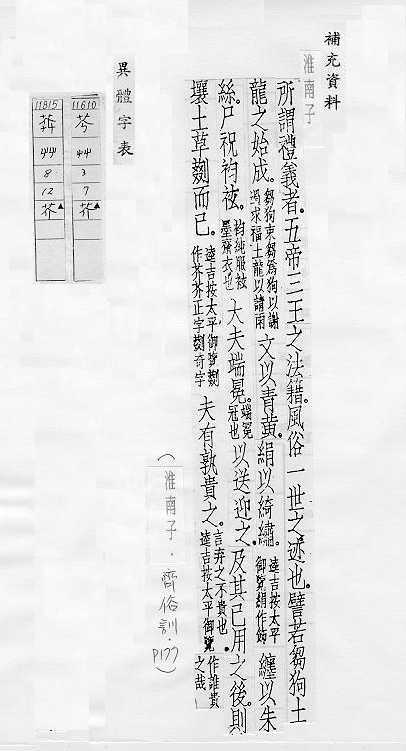 補充資料
淮南子
所謂禮義者。五帝三王之法籍。風俗一世之迹也。譬若芻狗土
龍之始成。芻狗束芻爲狗以謝過求福土龍以請雨 文以青黄。絹以綺繡。逵吉按太平御覽絹作飾 纏以朱
絲。尸祝袀袨。袀純服袨墨齋衣也 大夫端冕。端冕冠也 以送迎之。及其已用之後。則
壤土草𠜾而已。逵吉按太平御覽𠜾作芥芥正字𠜾奇字 夫有孰貴之。言弃之不貴也。逵吉按太平御覽作誰貴之哉
(淮南子·齊俗訓·P177)
異體字表
11610
艸
3
7
芥▲
11815
艸
8
12
芥▲